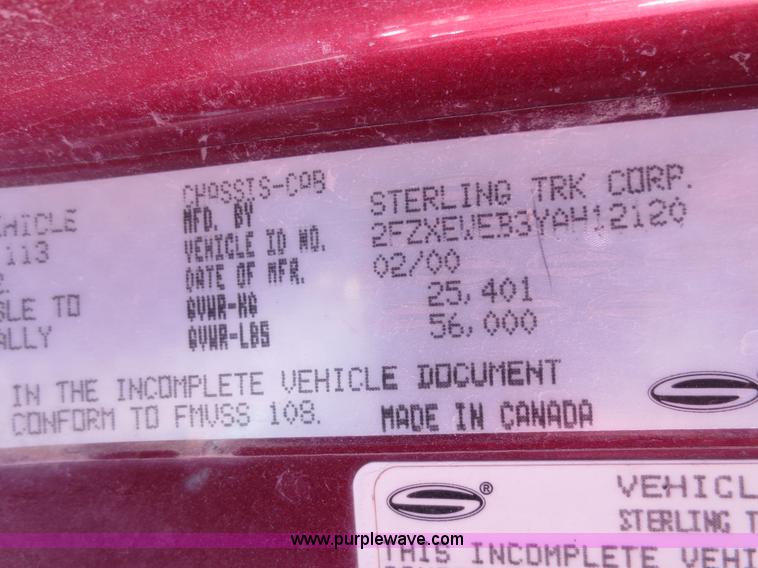 CHASSIS-CAB
EHICLE MFD. BY STERLING TRK CORP.
113 VEHICLE ID NO. 2FZXEWEB3YAH12120
DATE OF MFR. 02/00
BLE TO GVWR-KG 25,401
ALLY GVWR-LBS 56,000
IN THE INCOMPLETE VEHICLE DOCUMENT
CONFORM TO FMVSS 108. MADE IN CANADA
S®
VEHICL
STERLING T
www.purplewave.com
THIS INCOMPLETE VEHI